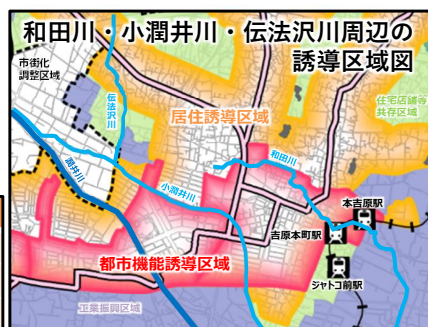 和田川・小潤井川・伝法沢川周辺の
誘導区域図
市街化
調整区域
伝法沢川
居住誘導区域
住宅店舗等
共存区域
潤井川
小潤井川
和田川
本吉原駅
吉原本町駅
ジヤトコ前駅
都市機能誘導区域
工業振興区域